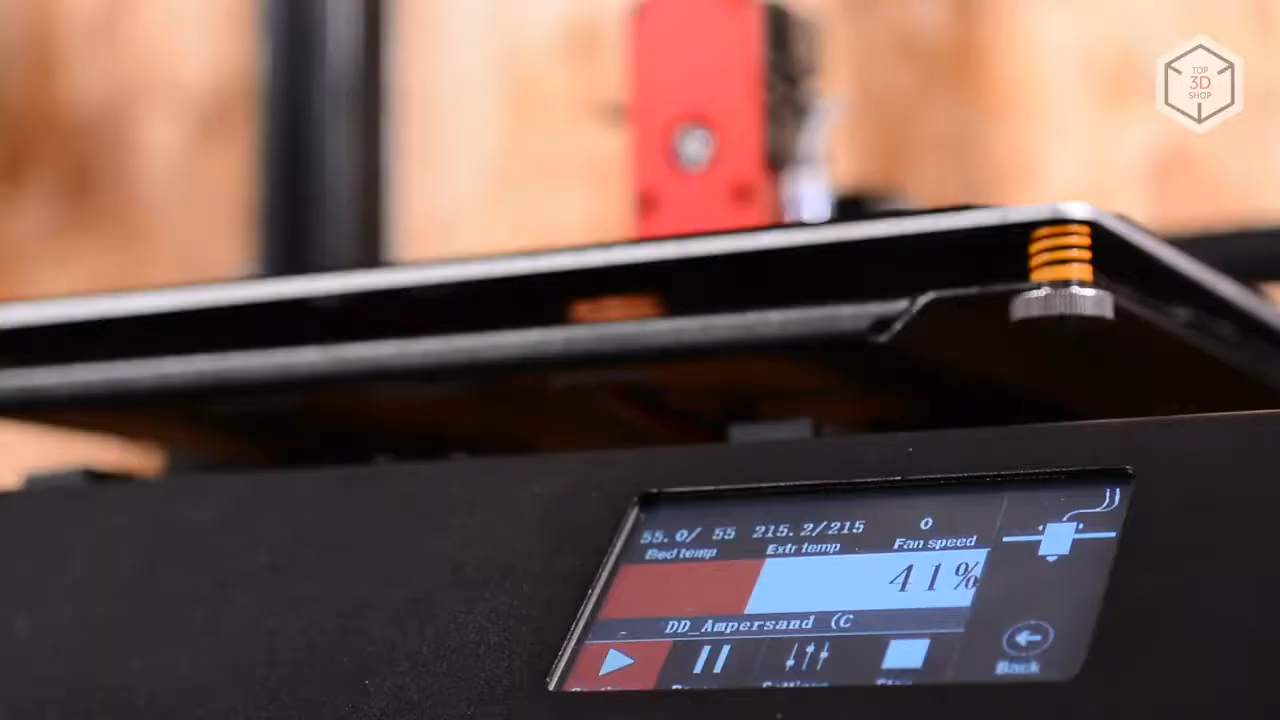 TOP
3D
SHOP
55.0/ 55 215.2/215 0
Bed temp Extr temp Fan speed
41%
DD_Ampersand (C
Back